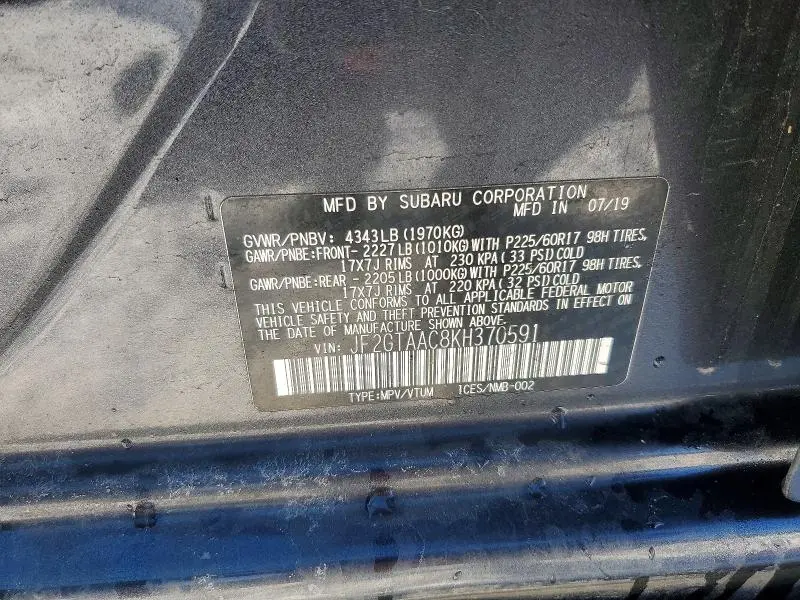 MFD BY SUBARU CORPORATION
MFD IN 07/19
GVWR/PNBV: 4343LB (1970KG)
GAWR/PNBE:FRONT- 2227LB (1010KG) WITH P225/60R17 98H TIRES,
17X7J RIMS AT 230 KPA ( 33 PSI) COLD
GAWR/PNBE:REAR - 2205LB (1000KG) WITH P225/60R17 98H TIRES,
17X7J RIMS AT 220 KPA ( 32 PSI) COLD
THIS VEHICLE CONFORMS TO ALL APPLICABLE FEDERAL MOTOR
VEHICLE SAFETY AND THEFT PREVENTION STANDARDS IN EFFECT ON
THE DATE OF MANUFACTURE SHOWN ABOVE.
VIN: JF2GTAAC8KH370591
TYPE:MPV/VTUM ICES/NMB-002